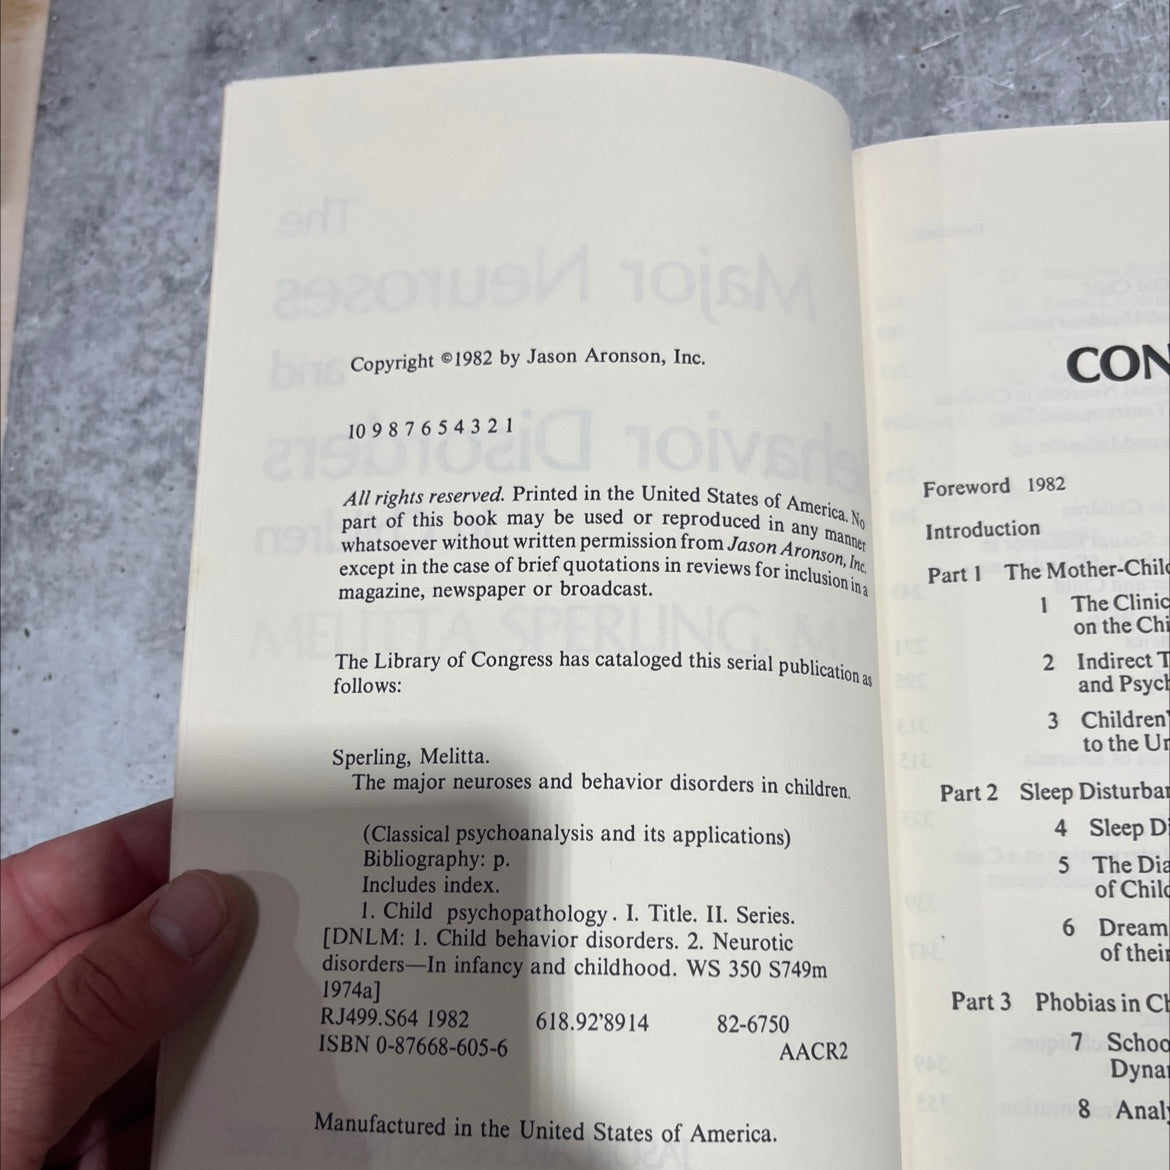 Copyright ©1982 by Jason Aronson, Inc.
10 9 8 7 6 5 4 3 2 1
All rights reserved. Printed in the United States of America. No
part of this book may be used or reproduced in any manner
whatsoever without written permission from Jason Aronson, Inc.
except in the case of brief quotations in reviews for inclusion in a
magazine, newspaper or broadcast.
The Library of Congress has cataloged this serial publication as
follows:
Sperling, Melitta.
The major neuroses and behavior disorders in children.
(Classical psychoanalysis and its applications)
Bibliography: p.
Includes index.
1. Child psychopathology. I. Title. II. Series.
[DNLM: 1. Child behavior disorders. 2. Neurotic
disorders—In infancy and childhood. WS 350 S749m
1974a]
RJ499.S64 1982 618.92'8914 82-6750
ISBN 0-87668-605-6 AACR2
Manufactured in the United States of America.
CON
Foreword 1982
Introduction
Part 1 The Mother-Child
1 The Clinic
on the Chi
2 Indirect T
and Psych
3 Children'
to the Un
Part 2 Sleep Disturban
4 Sleep Di
5 The Dia
of Child
6 Dream
of their
Part 3 Phobias in Ch
7 Schoo
Dynam
8 Analy